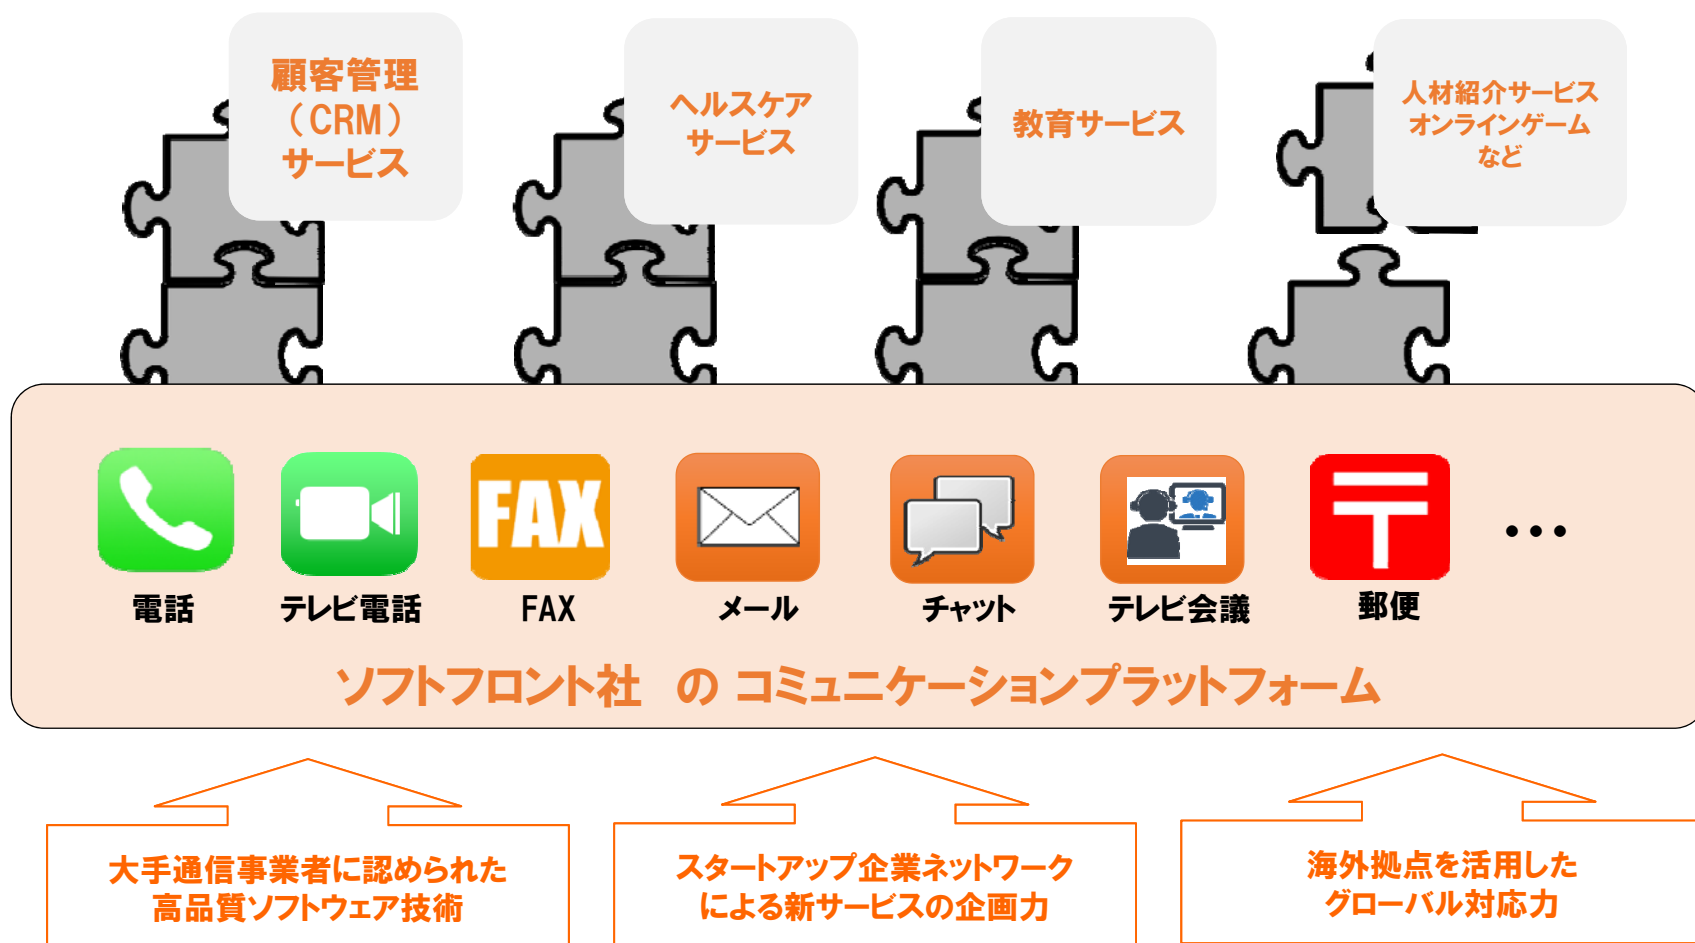 顧客管理
(CRM)
サービス
ヘルスケア
サービス
教育サービス
人材紹介サービス
オンラインゲーム
など
FAX
〒
電話
テレビ電話
FAX
メール
チャット
テレビ会議
郵便
・・・
ソフトフロント社　の コミュニケーションプラットフォーム
大手通信事業者に認められた
高品質ソフトウェア技術
スタートアップ企業ネットワーク
による新サービスの企画力
海外拠点を活用した
グローバル対応力